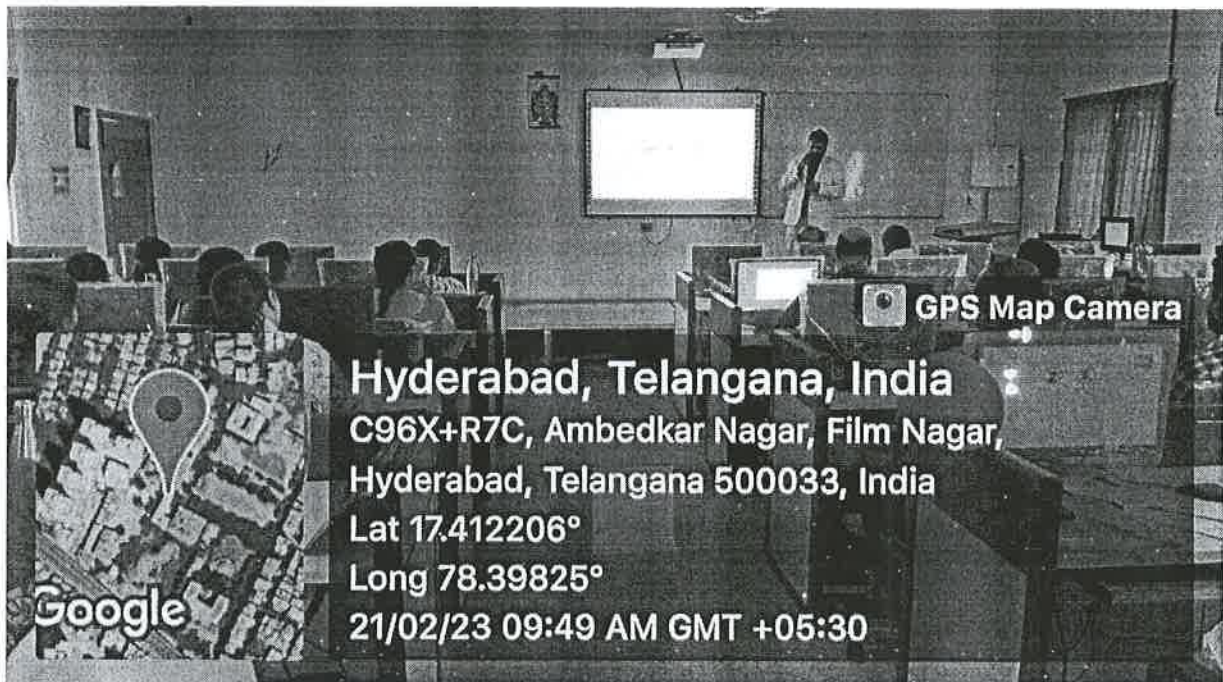 GPS Map Camera
Hyderabad, Telangana, India
C96X+R7C, Ambedkar Nagar, Film Nagar,
Hyderabad, Telangana 500033, India
Lat 17.412206°
Long 78.39825°
21/02/23 09:49 AM GMT +05:30
Google